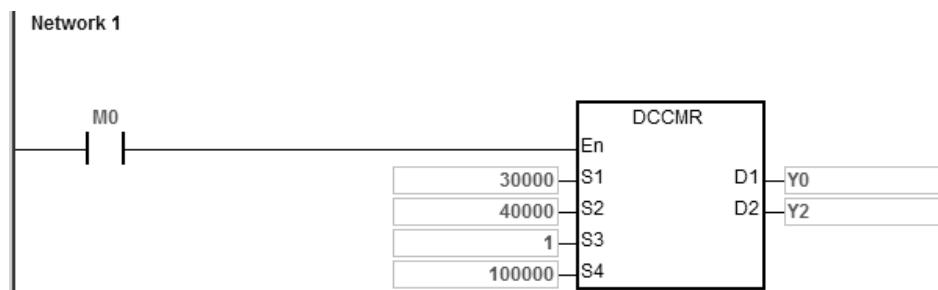 Network 1
M0
DCCMR
En
30000 S1 D1 Y0
40000 S2 D2 Y2
1 S3
100000 S4